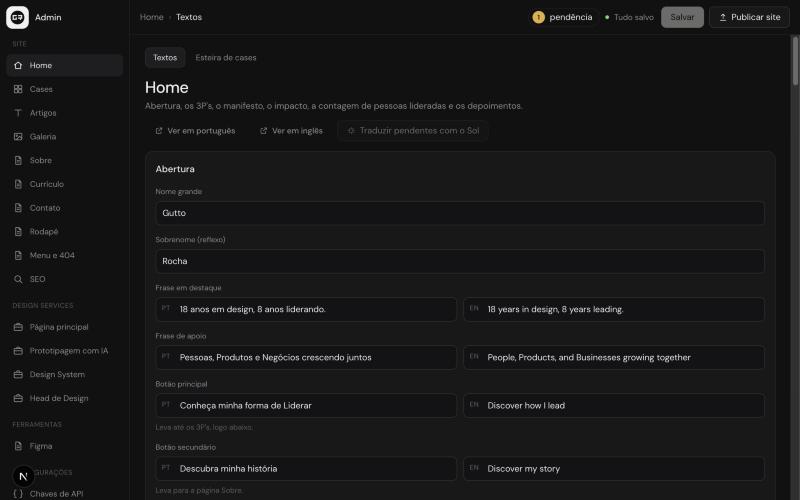 GR Admin
Home › Textos
1 pendência
Tudo salvo
Salvar
Publicar site
SITE
Home
Cases
Artigos
Galeria
Sobre
Currículo
Contato
Rodapé
Menu e 404
SEO
DESIGN SERVICES
Página principal
Prototipagem com IA
Design System
Head de Design
FERRAMENTAS
Figma
N
GURAÇÕES
{ } Chaves de API
Textos
Esteira de cases
Home
Abertura, os 3P's, o manifesto, o impacto, a contagem de pessoas lideradas e os depoimentos.
Ver em português
Ver em inglês
Traduzir pendentes com o Sol
Abertura
Nome grande
Gutto
Sobrenome (reflexo)
Rocha
Frase em destaque
PT 18 anos em design, 8 anos liderando.
EN 18 years in design, 8 years leading.
Frase de apoio
PT Pessoas, Produtos e Negócios crescendo juntos
EN People, Products, and Businesses growing together
Botão principal
PT Conheça minha forma de Liderar
EN Discover how I lead
Leva até os 3P's, logo abaixo.
Botão secundário
PT Descubra minha história
EN Discover my story
Leva para a página Sobre.